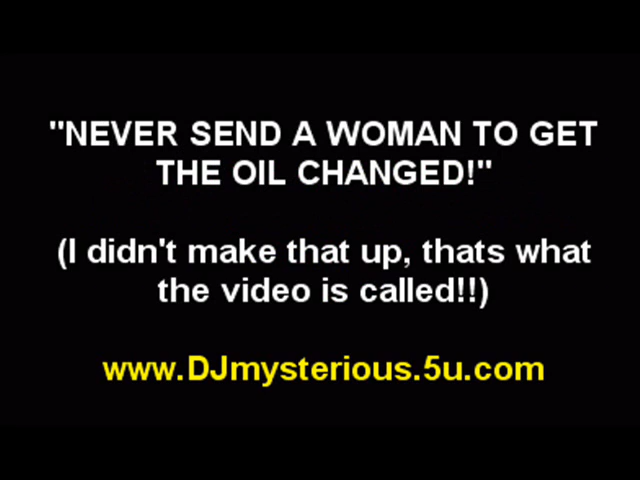 "NEVER SEND A WOMAN TO GET
THE OIL CHANGED!"
(I didn't make that up, thats what
the video is called!!)
www.DJmysterious.5u.com